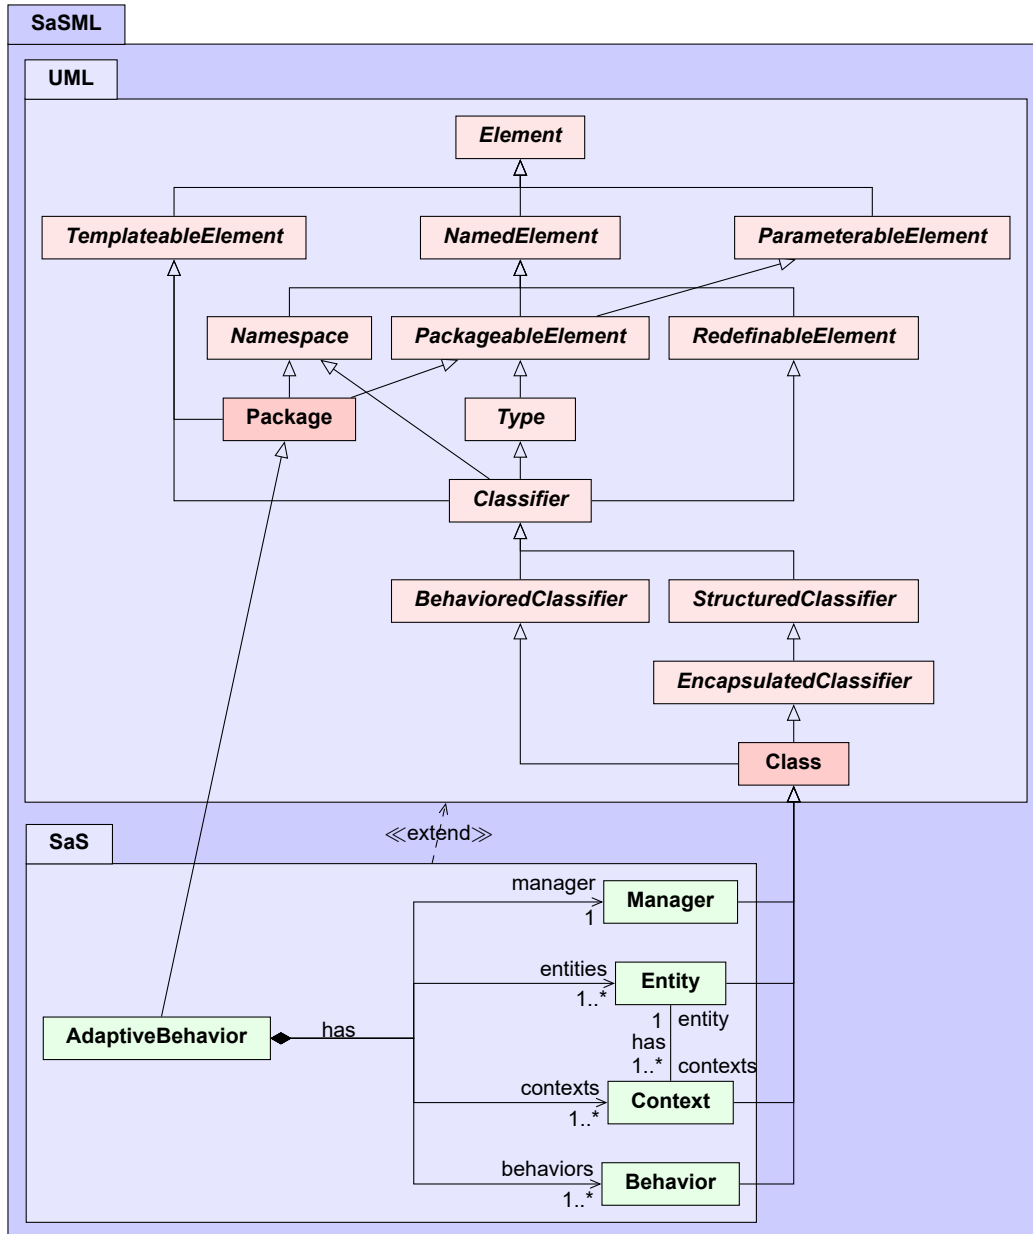 SaSML
UML
Element
TemplateableElement
NamedElement
ParameterableElement
Namespace
PackageableElement
RedefinableElement
Package
Type
Classifier
BehavioredClassifier
StructuredClassifier
EncapsulatedClassifier
Class
≪extend≫
SaS
manager
1
Manager
entities
1..*
Entity
1
entity
has
1..*
contexts
AdaptiveBehavior
has
contexts
1..*
Context
behaviors
1..*
Behavior